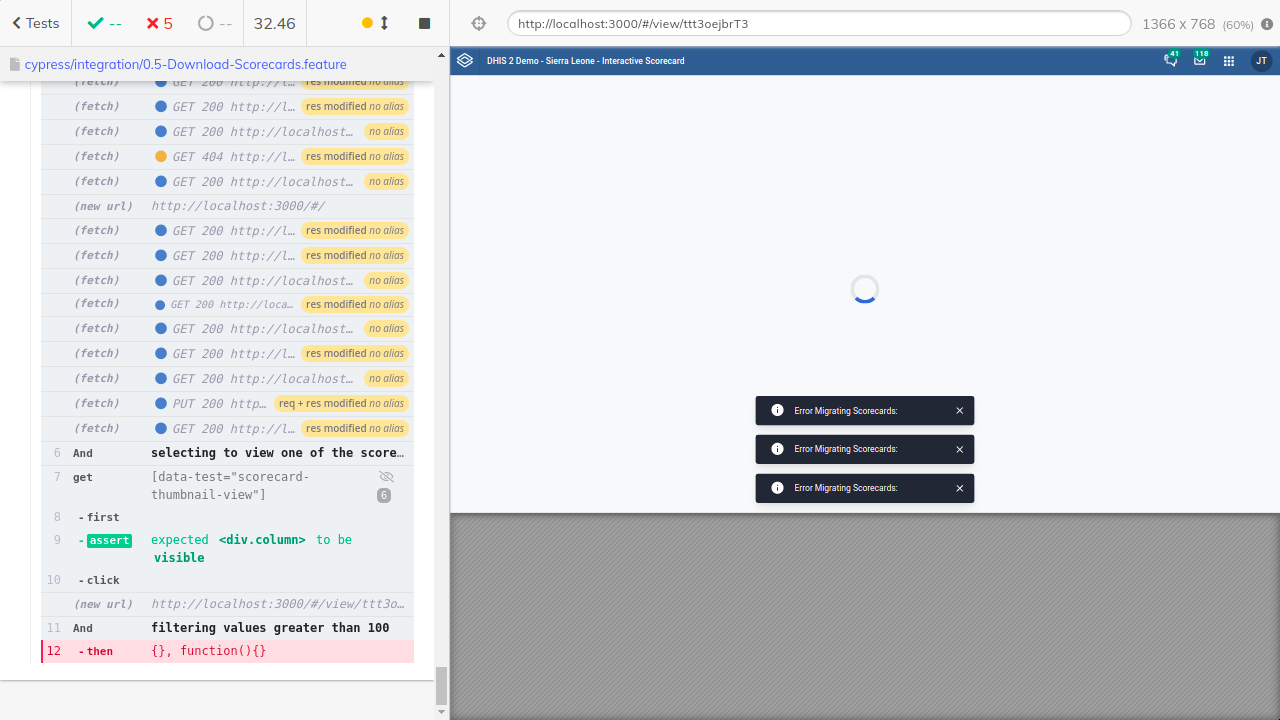 Tests
--
5
--
32.46
http://localhost:3000/#/view/ttt3oejbrT3
1366 x 768 (60%)
cypress/integration/0.5-Download-Scorecards.feature
(fetch) GET 200 http://l… res modified no alias
(fetch) GET 200 http://l… res modified no alias
(fetch) GET 200 http://localhost… no alias
(fetch) GET 404 http://l… res modified no alias
(fetch) GET 200 http://localhost… no alias
(new url) http://localhost:3000/#/
(fetch) GET 200 http://l… res modified no alias
(fetch) GET 200 http://l… res modified no alias
(fetch) GET 200 http://localhost… no alias
(fetch) GET 200 http://loca… res modified no alias
(fetch) GET 200 http://localhost… no alias
(fetch) GET 200 http://l… res modified no alias
(fetch) GET 200 http://localhost… no alias
(fetch) PUT 200 http… req + res modified no alias
(fetch) GET 200 http://l… res modified no alias
6 And selecting to view one of the score…
7 get [data-test="scorecard-
thumbnail-view"] 6
8 -first
9 -assert expected <div.column> to be
visible
10 -click
(new url) http://localhost:3000/#/view/ttt3o…
11 And filtering values greater than 100
12 -then {}, function(){}
DHIS 2 Demo - Sierra Leone - Interactive Scorecard
41
118
JT
Error Migrating Scorecards:
Error Migrating Scorecards:
Error Migrating Scorecards: